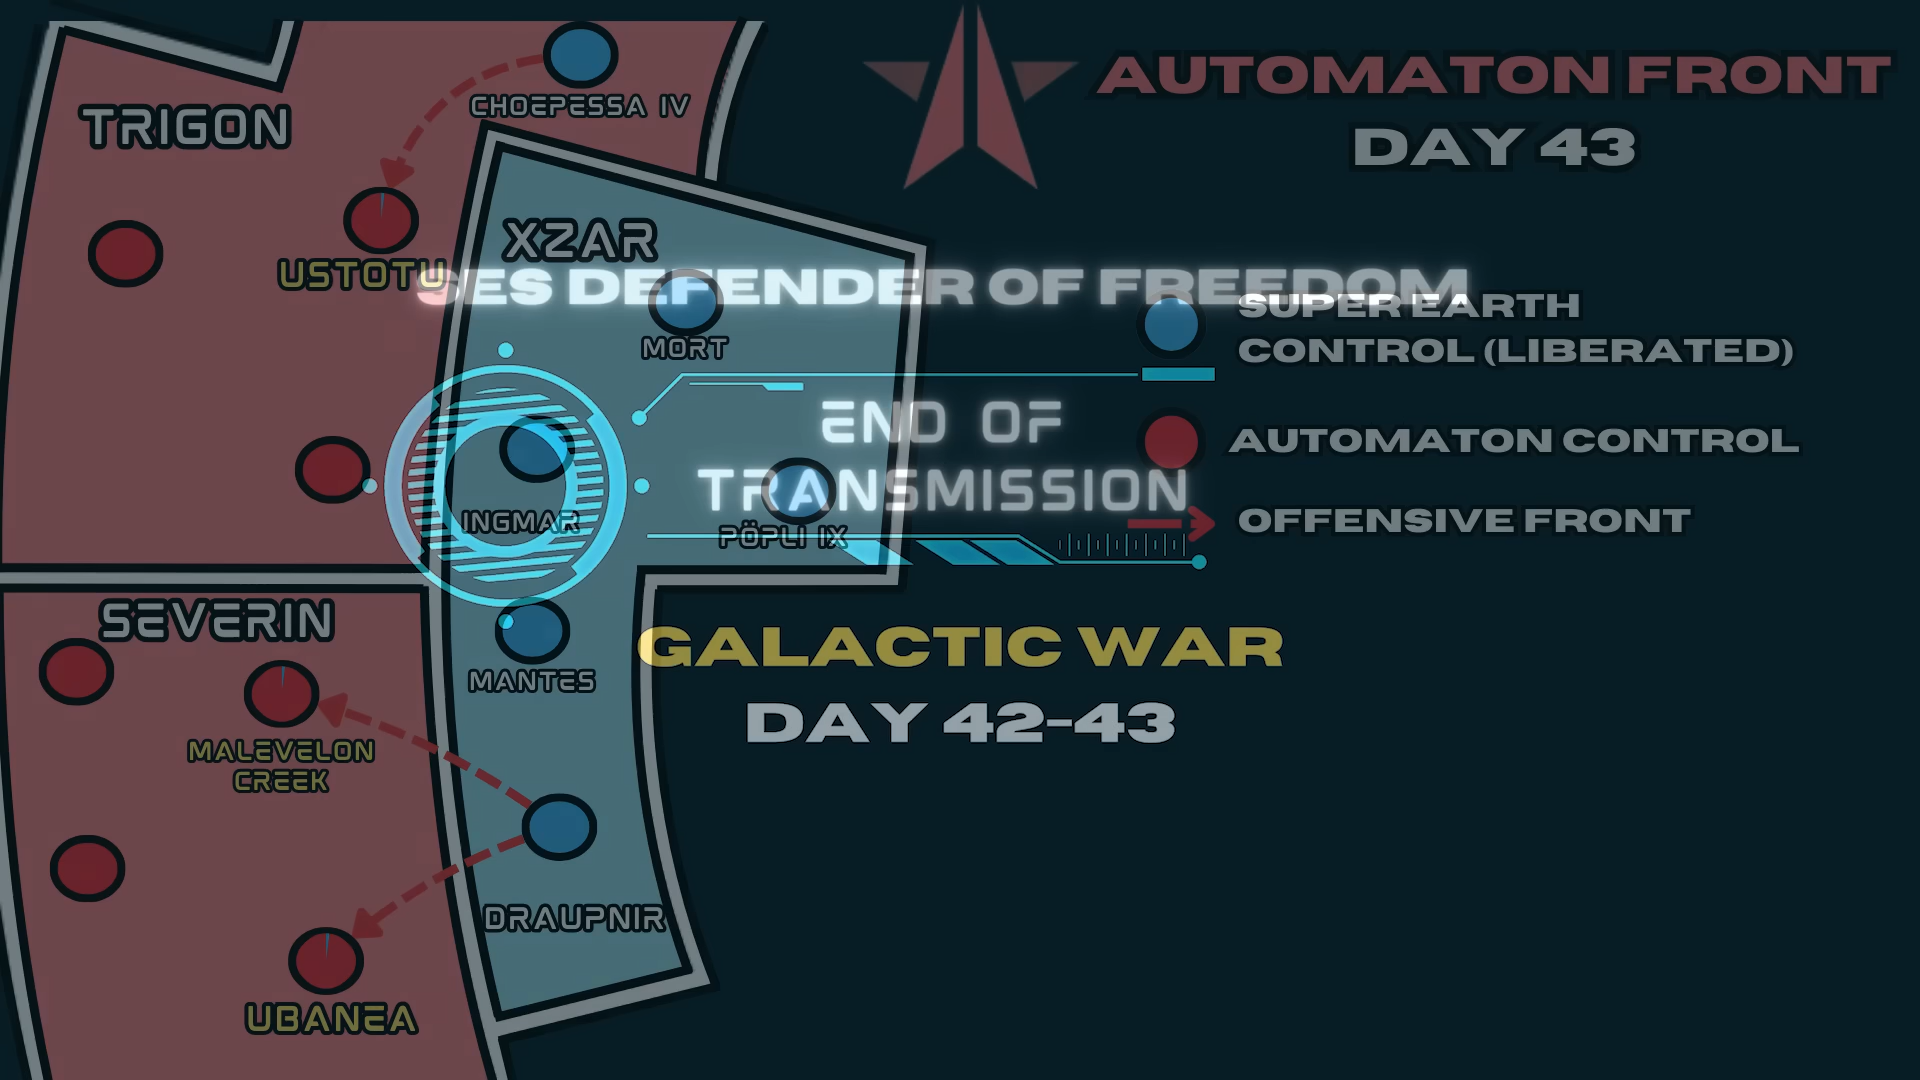 AUTOMATON FRONT
DAY 43
CHOEPESSA IV
TRIGON
USTOTU
XZAR
SES DEFENDER OF FREEDOM
SUPER EARTH
CONTROL (LIBERATED)
MORT
END OF
TRANSMISSION
AUTOMATON CONTROL
INGMAR
PÖPLI IX
OFFENSIVE FRONT
SEVERIN
MANTES
GALACTIC WAR
DAY 42-43
MALEVELON
CREEK
DRAUPNIR
UBANEA